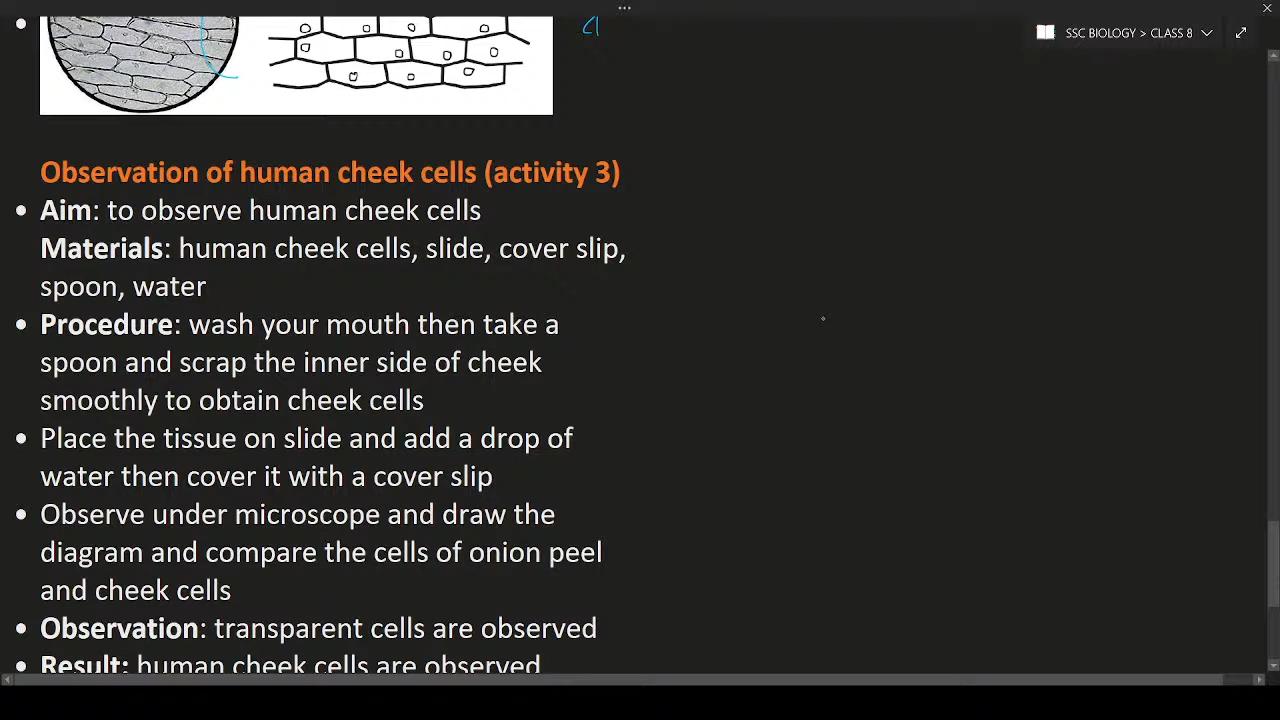 SSC BIOLOGY > CLASS 8
Observation of human cheek cells (activity 3)
• Aim: to observe human cheek cells
Materials: human cheek cells, slide, cover slip,
spoon, water
• Procedure: wash your mouth then take a
spoon and scrap the inner side of cheek
smoothly to obtain cheek cells
• Place the tissue on slide and add a drop of
water then cover it with a cover slip
• Observe under microscope and draw the
diagram and compare the cells of onion peel
and cheek cells
• Observation: transparent cells are observed
• Result: human cheek cells are observed